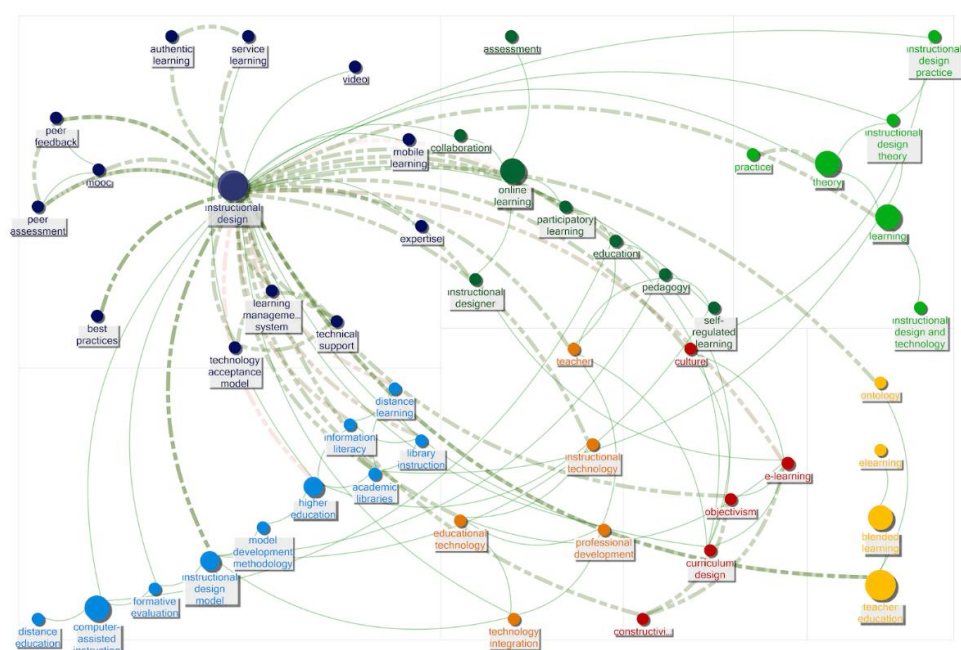 authentic
learning
service
learning
video
assessment
instructional
design
practice
peer
feedback
mooc
peer
assessment
instructional
design
mobile
learning
collaboration
online
learning
expertise
participatory
learning
education
pedagogy
instructional
designer
self-
regulated
learning
practice
theory
instructional
design
theory
learning
instructional
design and
technology
best
practices
learning
manageme...
system
technical
support
technology
acceptance
model
teacher
culture
ontology
distance
learning
information
literacy
library
instruction
academic
libraries
higher
education
instructional
technology
e-learning
elearning
objectivism
model
development
methodology
educational
technology
professional
development
curriculum
design
blended
learning
instructional
design
model
formative
evaluation
distance
education
computer-
assisted
instruction
technology
integration
constructivi...
teacher
education